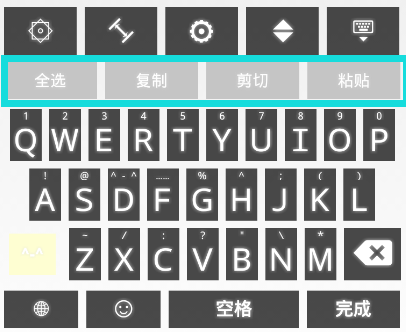 全选 复制 剪切 粘贴
1 2 3 4 5 6 7 8 9 0
Q W E R T Y U I O P
! @ ^-^ …… % ^ ; ( )
A S D F G H J K L
~ / : ? " \ *
^-^ Z X C V B N M
空格 完成